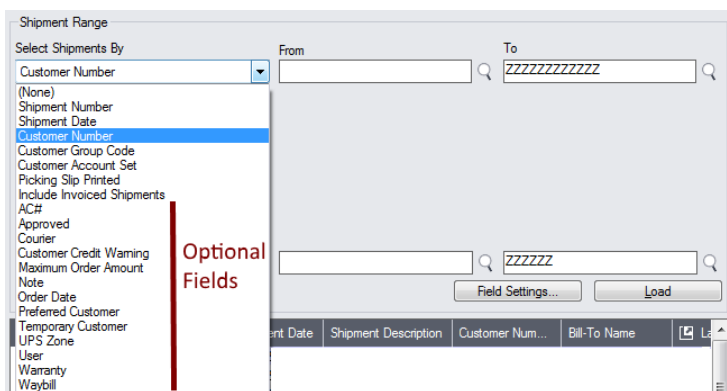 Shipment Range
Select Shipments By From To
Customer Number ZZZZZZZZZZZZ
(None)
Shipment Number
Shipment Date
Customer Number
Customer Group Code
Customer Account Set
Picking Slip Printed
Include Invoiced Shipments
AC#
Approved
Courier
Customer Credit Warning
Maximum Order Amount
Note
Order Date
Preferred Customer
Temporary Customer
UPS Zone
User
Warranty
Waybill
Optional
Fields
ZZZZZZ
Field Settings... Load
ent Date Shipment Description Customer Num... Bill-To Name La